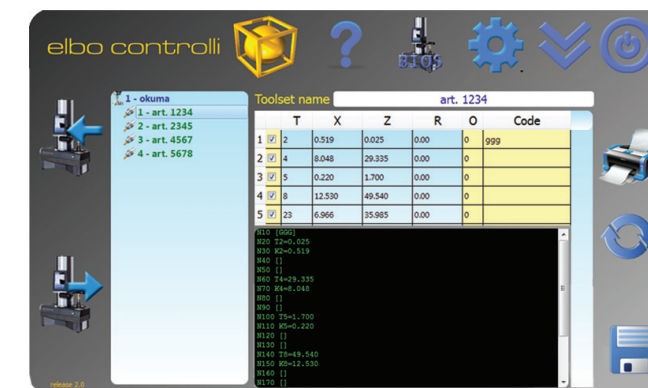 elbo controlli
?
BIOS
1 - okuma
1 - art. 1234
2 - art. 2345
3 - art. 4567
4 - art. 5678
Toolset name art. 1234
T X Z R O Code
1 2 0.519 0.025 0.00 0 ggg
2 4 8.048 29.335 0.00 0
3 5 0.220 1.700 0.00 0
4 8 12.530 49.540 0.00 0
5 23 6.966 35.985 0.00 0
N10 [GGG]
N20 T2=0.025
N30 K2=0.519
N40 []
N50 []
N60 T4=29.335
N70 K4=8.048
N80 []
N90 []
N100 T5=1.700
N110 K5=0.220
N120 []
N130 []
N140 T8=49.540
N150 K8=12.530
N160 []
N170 []
release 2.0